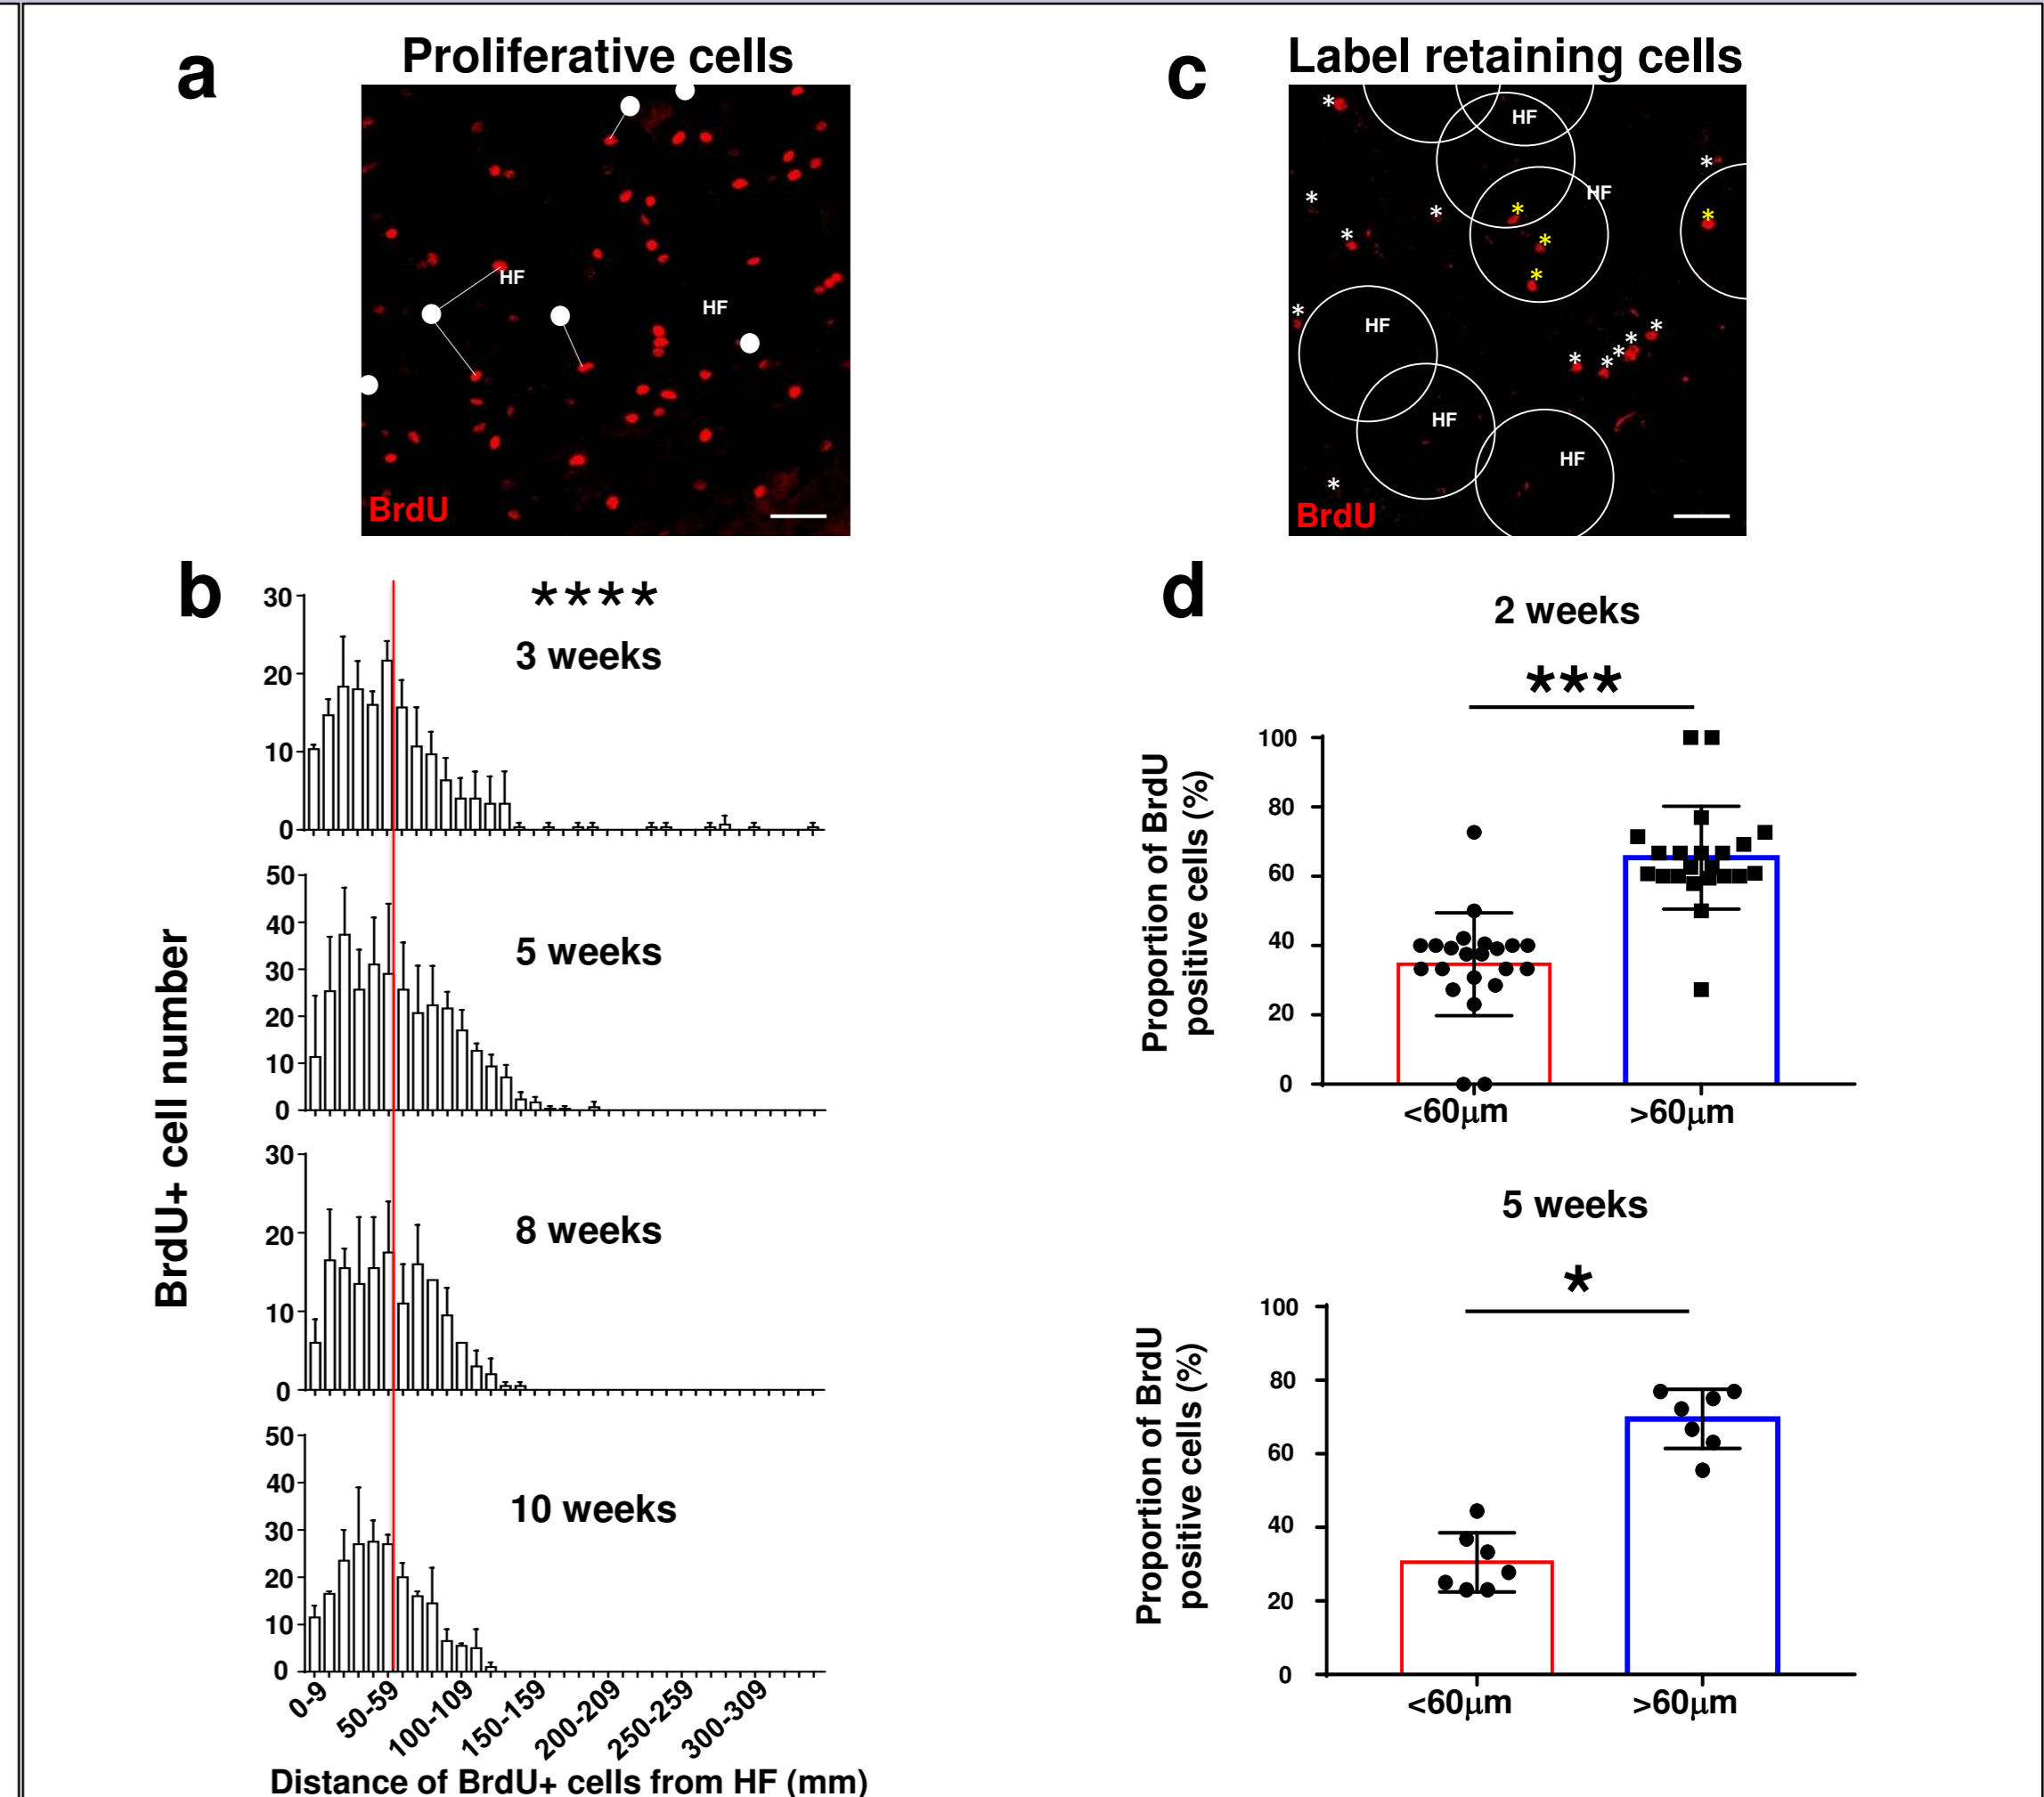 a
Proliferative cells
HF
HF
BrdU
c
Label retaining cells
*
HF
*
*
HF
*
*
*
*
*
*
*
*
HF
*
*
*
*
*
HF
HF
*
BrdU
b
BrdU+ cell number
****
3 weeks
30
20
10
0
5 weeks
50
40
30
20
10
0
8 weeks
30
20
10
0
10 weeks
50
40
30
20
10
0
0-9
50-59
100-109
150-159
200-209
250-259
300-309
Distance of BrdU+ cells from HF (mm)
d
2 weeks
***
Proportion of BrdU
positive cells (%)
100
80
60
40
20
0
<60μm
>60μm
5 weeks
*
Proportion of BrdU
positive cells (%)
100
80
60
40
20
0
<60μm
>60μm